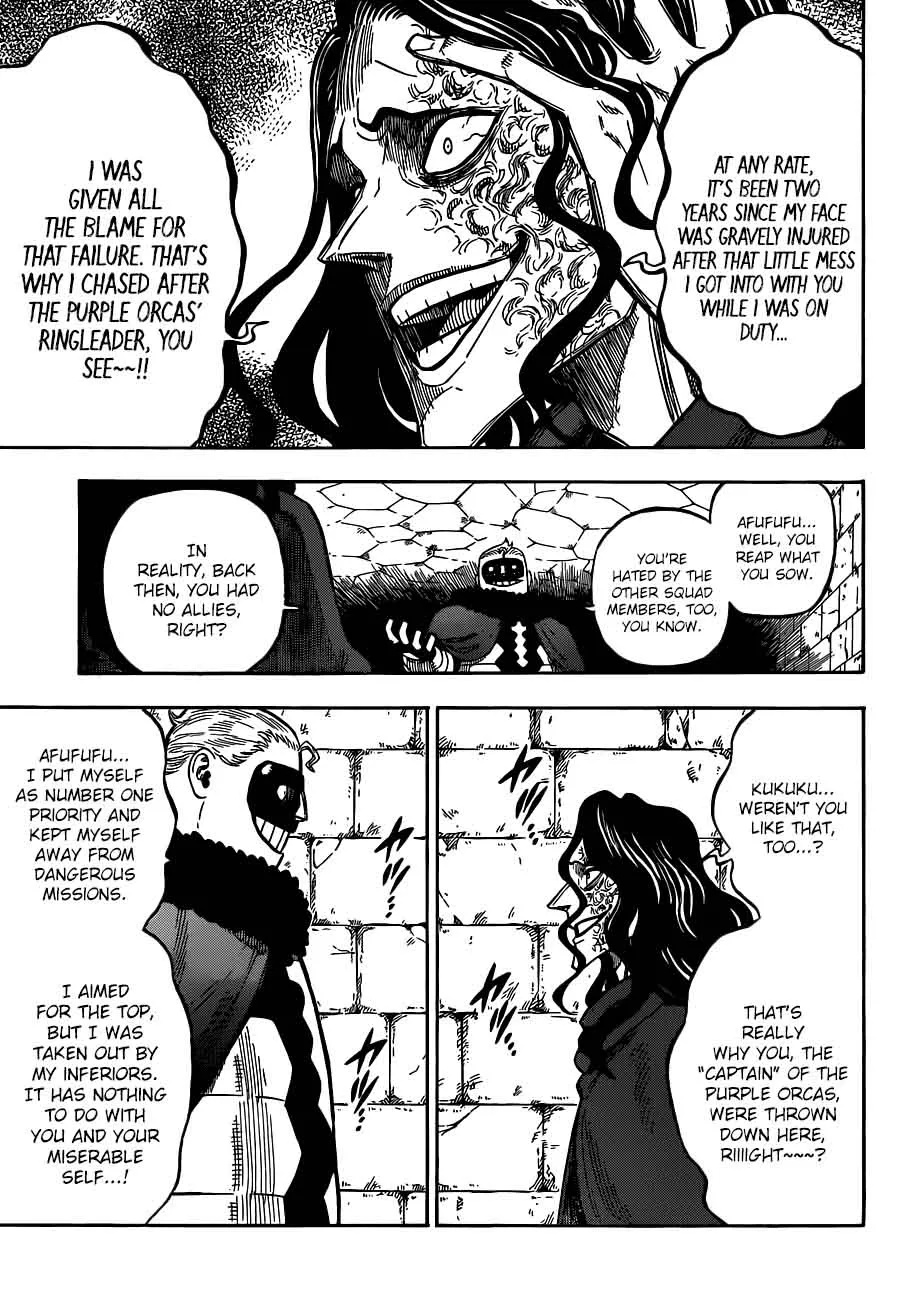 AT ANY RATE,
IT'S BEEN TWO
YEARS SINCE MY FACE
WAS GRAVELY INJURED
AFTER THAT LITTLE MESS
I GOT INTO WITH YOU
WHILE I WAS ON
DUTY...
I WAS
GIVEN ALL
THE BLAME FOR
THAT FAILURE. THAT'S
WHY I CHASED AFTER
THE PURPLE ORCAS'
RINGLEADER, YOU
SEE~~!!
AFUFUFU...
WELL, YOU
REAP WHAT
YOU SOW.
YOU'RE
HATED BY THE
OTHER SQUAD
MEMBERS, TOO,
YOU KNOW.
IN
REALITY, BACK
THEN, YOU HAD
NO ALLIES,
RIGHT?
KUKUKU...
WEREN'T YOU
LIKE THAT,
TOO...?
THAT'S
REALLY
WHY YOU, THE
"CAPTAIN" OF THE
PURPLE ORCAS,
WERE THROWN
DOWN HERE,
RIIIIGHT~~~?
AFUFUFU...
I PUT MYSELF
AS NUMBER ONE
PRIORITY AND
KEPT MYSELF
AWAY FROM
DANGEROUS
MISSIONS.
I AIMED
FOR THE TOP,
BUT I WAS
TAKEN OUT BY
MY INFERIORS.
IT HAS NOTHING
TO DO WITH
YOU AND YOUR
MISERABLE
SELF...!